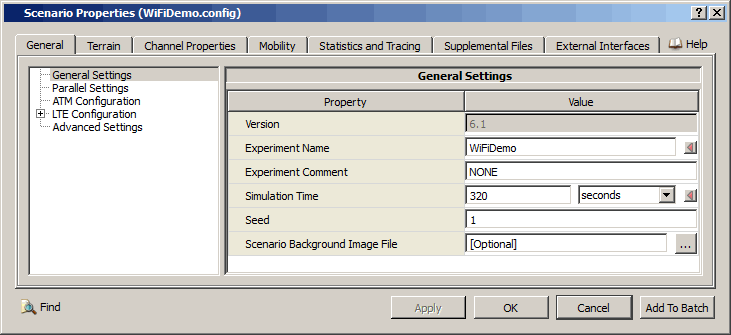 Scenario Properties (WiFiDemo.config)
General Terrain Channel Properties Mobility Statistics and Tracing Supplemental Files External Interfaces Help
General Settings
Parallel Settings
ATM Configuration
LTE Configuration
Advanced Settings
General Settings
Property Value
Version 6.1
Experiment Name WiFiDemo
Experiment Comment NONE
Simulation Time 320 seconds
Seed 1
Scenario Background Image File [Optional] ...
Find Apply OK Cancel Add To Batch